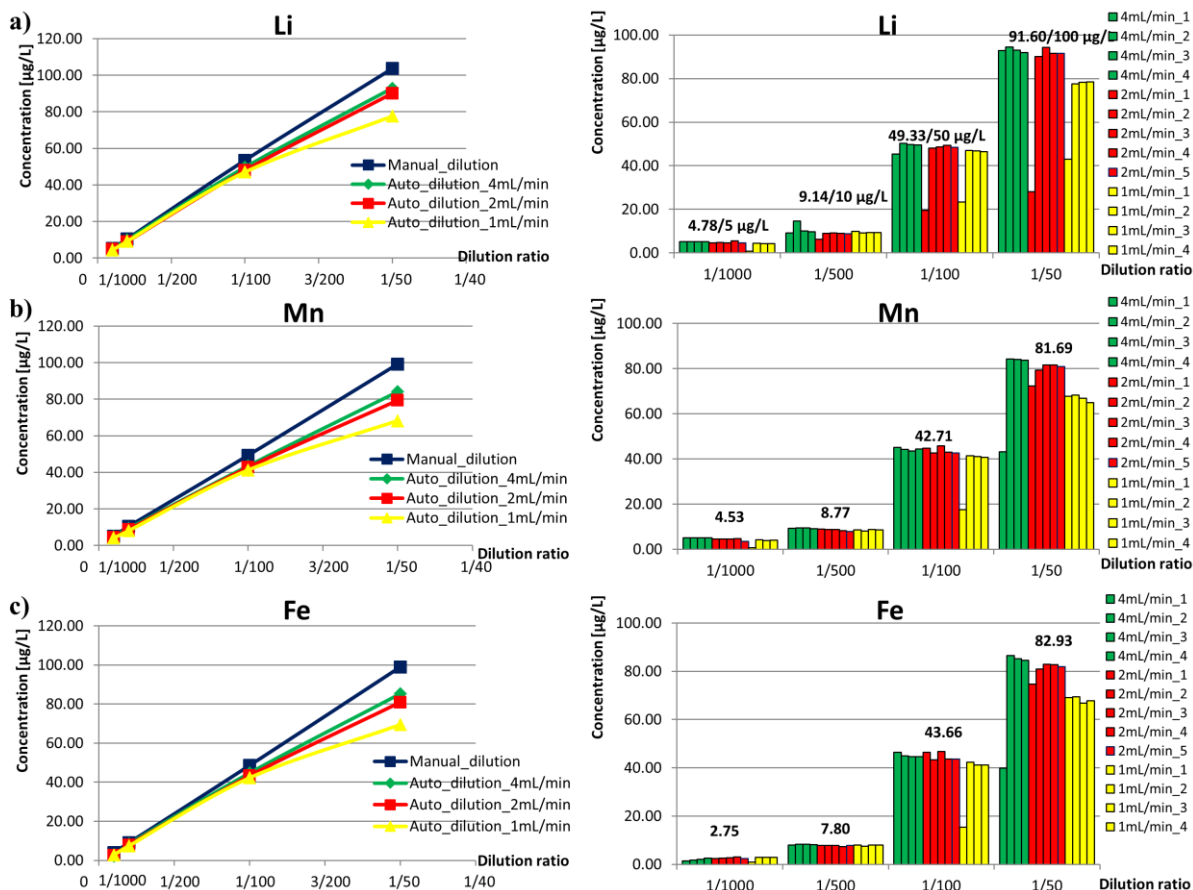 a)
Li
Concentration [µg/L]
120.00
100.00
80.00
60.00
40.00
20.00
0.00
Manual_dilution
Auto_dilution_4mL/min
Auto_dilution_2mL/min
Auto_dilution_1mL/min
Dilution ratio
0 1/1000 1/200 1/100 3/200 1/50 1/40
Li
Concentration [µg/L]
100.00
80.00
60.00
40.00
20.00
0.00
4.78/5 µg/L
9.14/10 µg/L
49.33/50 µg/L
91.60/100 µg/L
1/1000 1/500 1/100 1/50
Dilution ratio
4mL/min_1
4mL/min_2
4mL/min_3
4mL/min_4
2mL/min_1
2mL/min_2
2mL/min_3
2mL/min_4
2mL/min_5
1mL/min_1
1mL/min_2
1mL/min_3
1mL/min_4
b)
Mn
Concentration [µg/L]
120.00
100.00
80.00
60.00
40.00
20.00
0.00
Manual_dilution
Auto_dilution_4mL/min
Auto_dilution_2mL/min
Auto_dilution_1mL/min
Dilution ratio
0 1/1000 1/200 1/100 3/200 1/50 1/40
Mn
Concentration [µg/L]
100.00
80.00
60.00
40.00
20.00
0.00
4.53
8.77
42.71
81.69
1/1000 1/500 1/100 1/50
Dilution ratio
4mL/min_1
4mL/min_2
4mL/min_3
4mL/min_4
2mL/min_1
2mL/min_2
2mL/min_3
2mL/min_4
2mL/min_5
1mL/min_1
1mL/min_2
1mL/min_3
1mL/min_4
c)
Fe
Concentration [µg/L]
120.00
100.00
80.00
60.00
40.00
20.00
0.00
Manual_dilution
Auto_dilution_4mL/min
Auto_dilution_2mL/min
Auto_dilution_1mL/min
Dilution ratio
0 1/1000 1/200 1/100 3/200 1/50 1/40
Fe
Concentration [µg/L]
100.00
80.00
60.00
40.00
20.00
0.00
2.75
7.80
43.66
82.93
1/1000 1/500 1/100 1/50
Dilution ratio
4mL/min_1
4mL/min_2
4mL/min_3
4mL/min_4
2mL/min_1
2mL/min_2
2mL/min_3
2mL/min_4
2mL/min_5
1mL/min_1
1mL/min_2
1mL/min_3
1mL/min_4